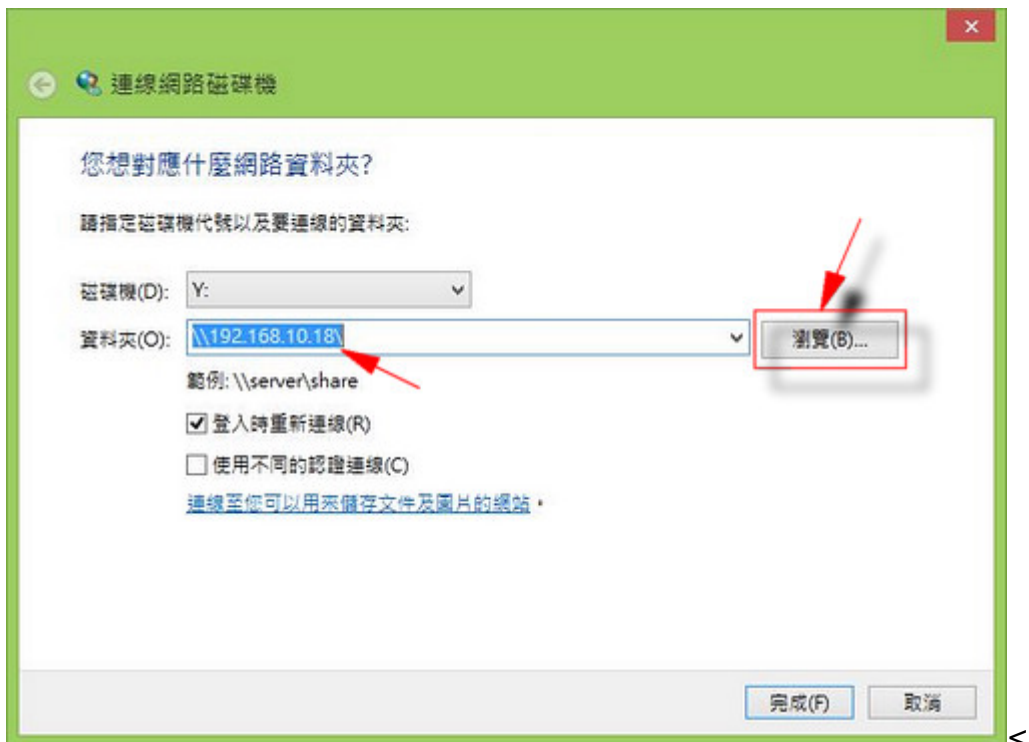 連線網路磁碟機
您想對應什麼網路資料夾?
請指定磁碟機代號以及要連線的資料夾:
磁碟機(D): Y:
資料夾(O): \\192.168.10.18\ 瀏覽(B)...
範例: \\server\share
登入時重新連線(R)
使用不同的認證連線(C)
連線至您可以用來儲存文件及圖片的網站。
完成(F) 取消
<